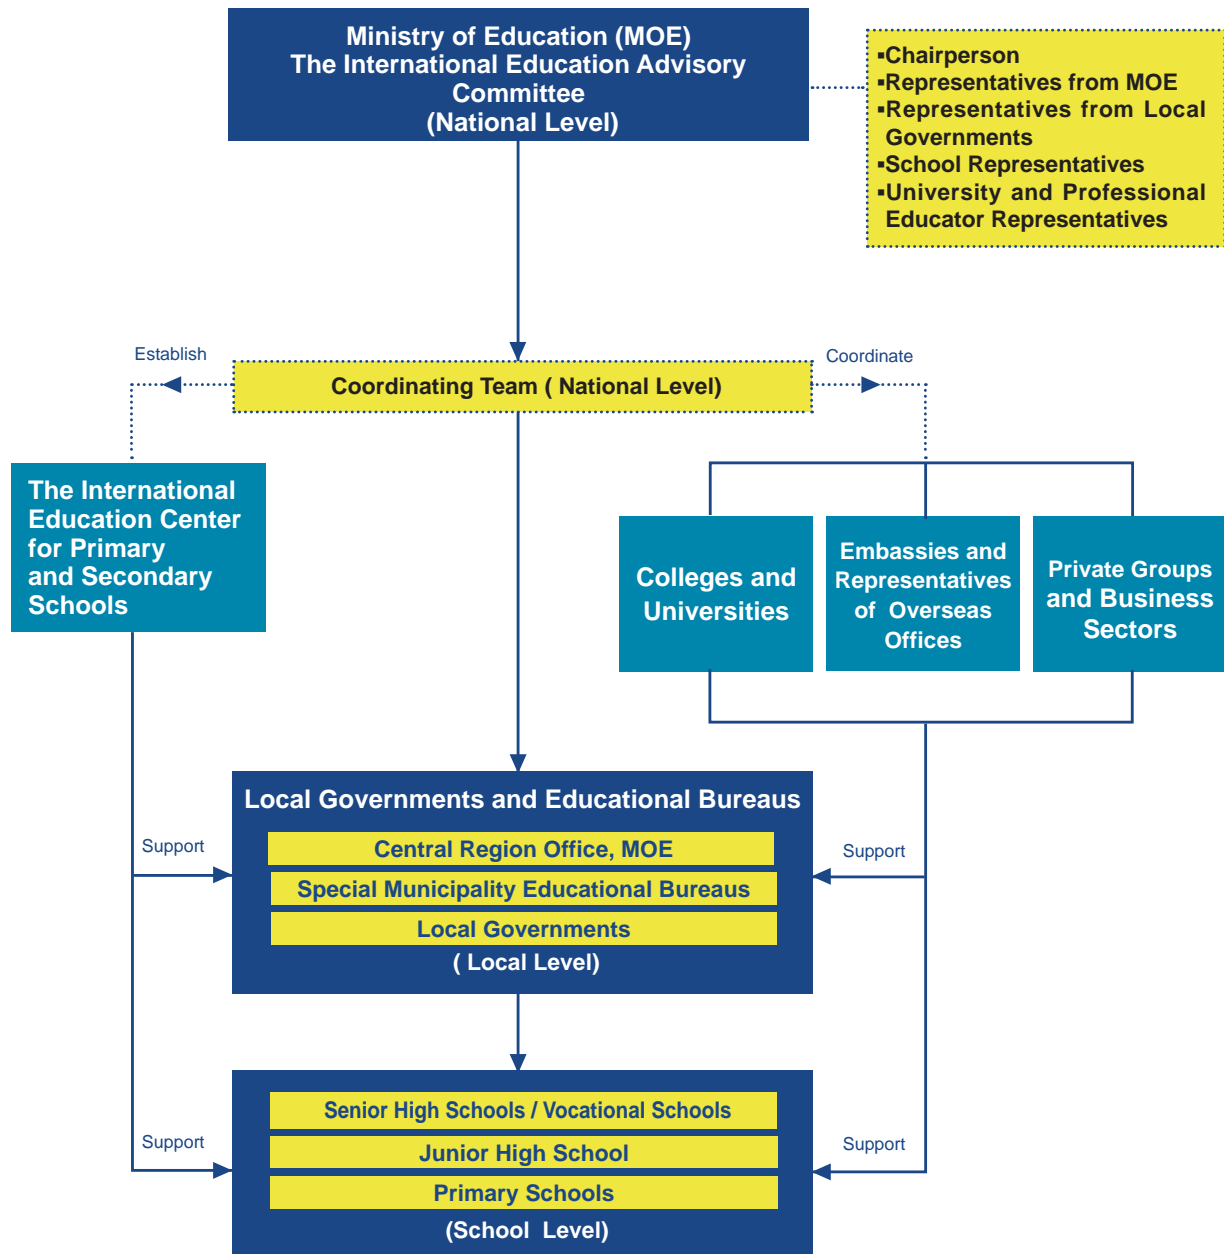 Ministry of Education (MOE)
The International Education Advisory
Committee
(National Level)
▪Chairperson
▪Representatives from MOE
▪Representatives from Local
Governments
▪School Representatives
▪University and Professional
Educator Representatives
Establish
Coordinating Team ( National Level)
Coordinate
The International
Education Center
for Primary
and Secondary
Schools
Colleges and
Universities
Embassies and
Representatives
of Overseas
Offices
Private Groups
and Business
Sectors
Local Governments and Educational Bureaus
Support
Central Region Office, MOE
Special Municipality Educational Bureaus
Local Governments
( Local Level)
Support
Support
Senior High Schools / Vocational Schools
Junior High School
Primary Schools
(School Level)
Support